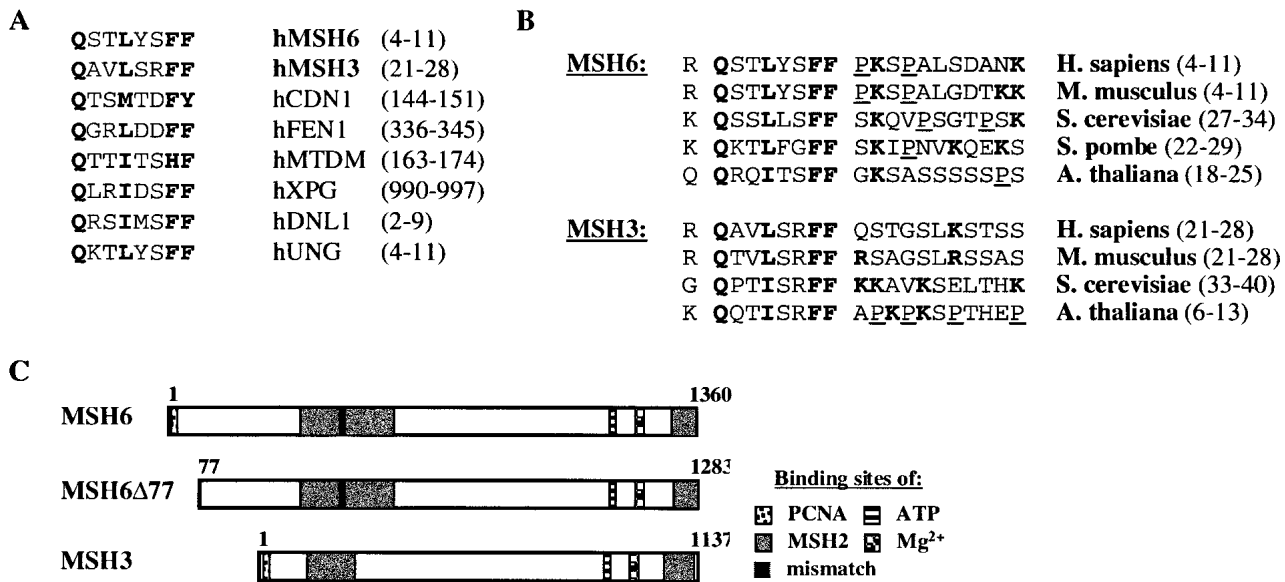 A
QSTLYSFF hMSH6 (4-11)
QAVLSRFF hMSH3 (21-28)
QTSMTDFY hCDN1 (144-151)
QGRLDDFF hFEN1 (336-345)
QTTITSHF hMTDM (163-174)
QLRIDSFF hXPG (990-997)
QRSIMSFF hDNL1 (2-9)
QKTLYSFF hUNG (4-11)
B
MSH6: R QSTLYSFF PKSPALSDANK H. sapiens (4-11)
R QSTLYSFF PKSPALGDTKK M. musculus (4-11)
K QSSLLSFF SKQVPSGTPSK S. cerevisiae (27-34)
K QKTLFGFF SKIPNVKQEKS S. pombe (22-29)
Q QRQITSFF GKSASSSSSPS A. thaliana (18-25)
MSH3: R QAVLSRFF QSTGSLKSTSS H. sapiens (21-28)
R QTVLSRFF RSAGSLRSSAS M. musculus (21-28)
G QPTISRFF KKAVKSELTHK S. cerevisiae (33-40)
K QQTISRFF APKPKSPTHEP A. thaliana (6-13)
C
1 1360
MSH6
77 1283
MSH6Δ77
1 1137
MSH3
Binding sites of:
PCNA ATP
MSH2 Mg²⁺
mismatch